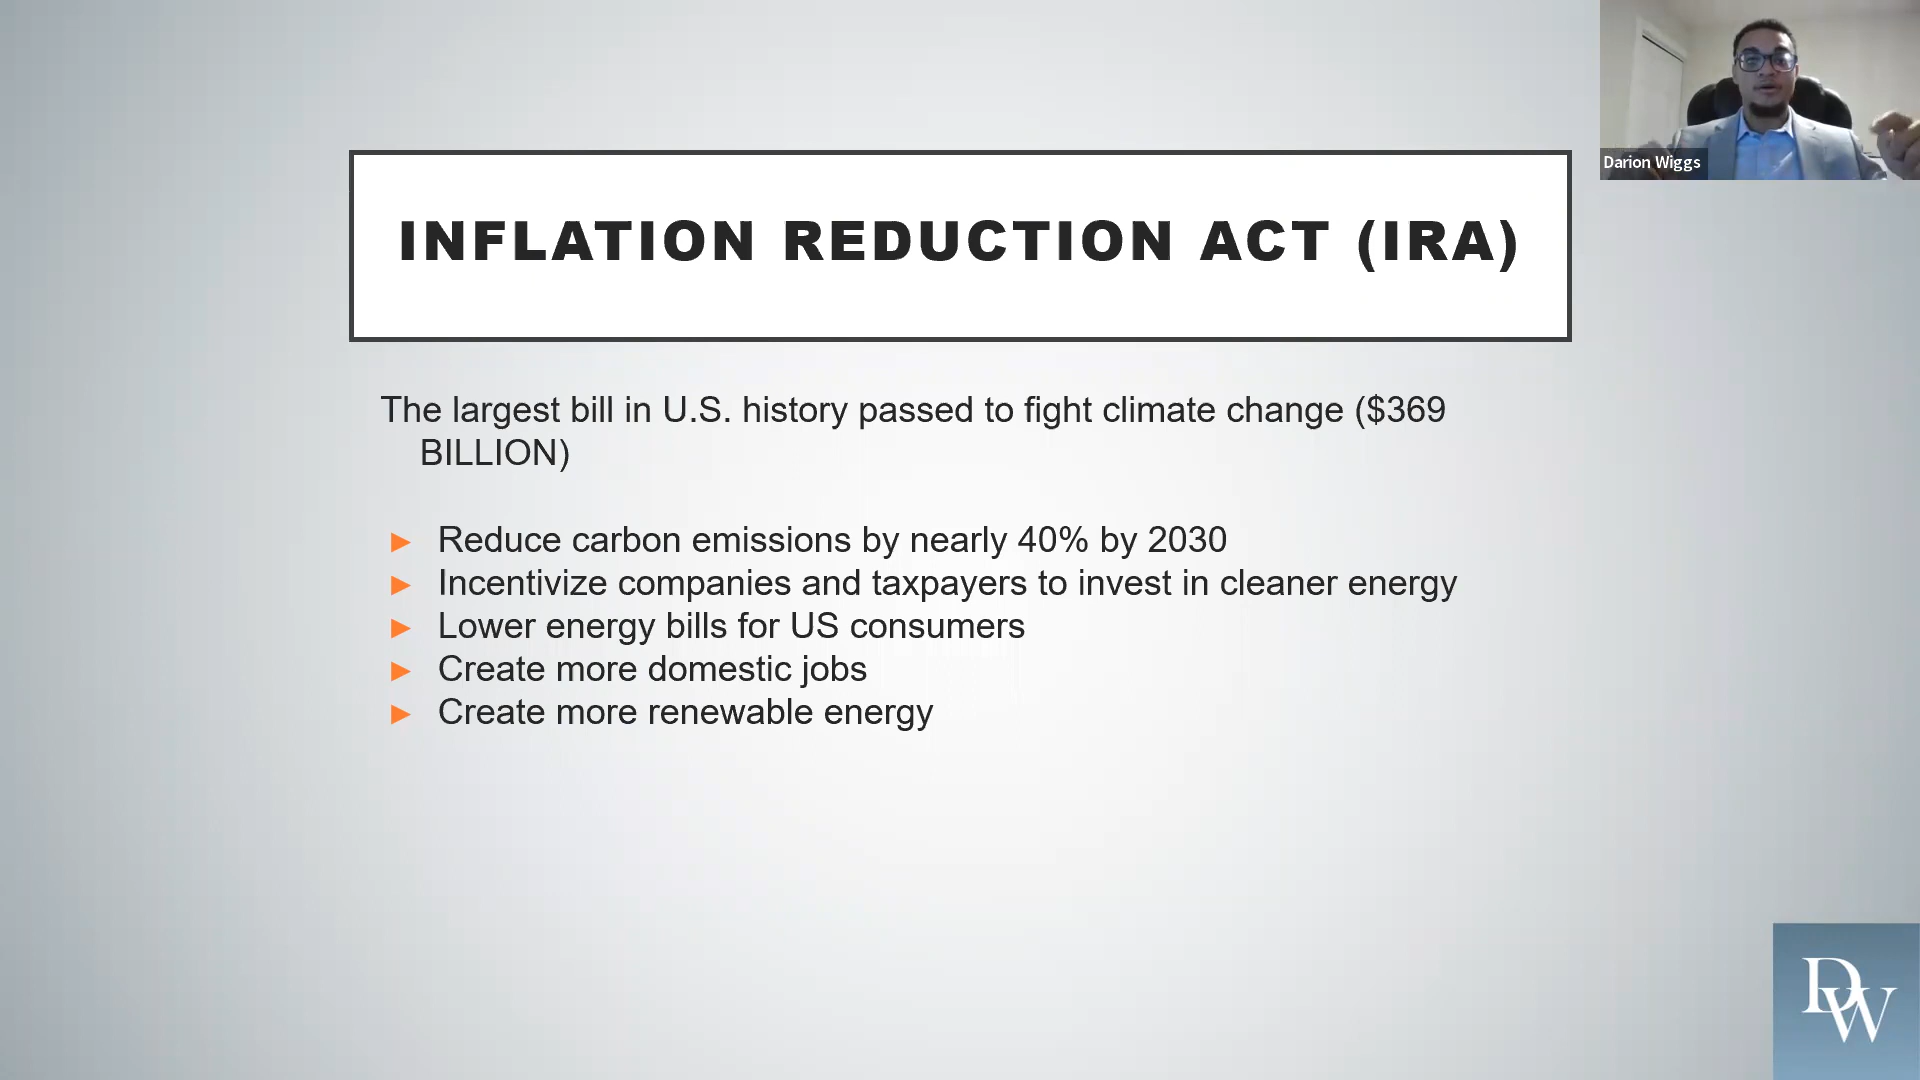 Darion Wiggs
INFLATION REDUCTION ACT (IRA)
The largest bill in U.S. history passed to fight climate change ($369
BILLION)
► Reduce carbon emissions by nearly 40% by 2030
► Incentivize companies and taxpayers to invest in cleaner energy
► Lower energy bills for US consumers
► Create more domestic jobs
► Create more renewable energy
DW